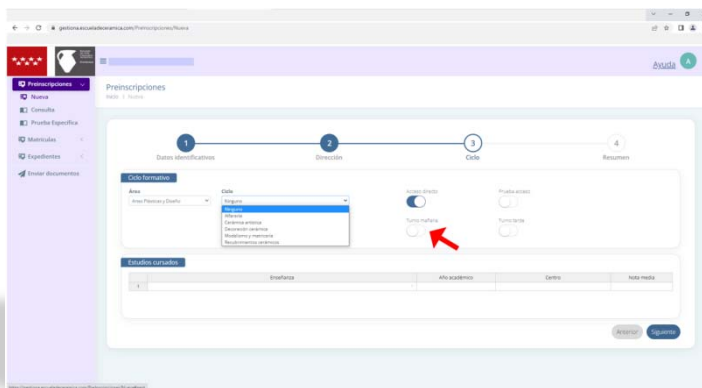 gestiona.escueladeceramica.com/Preinscripciones/Nueva
Ayuda
A
Preinscripciones
Nueva
Consulta
Prueba Específica
Matrículas
Expedientes
Enviar documentos
Preinscripciones
Inicio / Nueva
1
2
3
4
Datos identificativos
Dirección
Ciclo
Resumen
Ciclo formativo
Área
Ciclo
Acceso directo
Prueba acceso
Artes Plásticas y Diseño
Ninguno
Ninguno
Alfarería
Cerámica artística
Decoración cerámica
Modelismo y matricería
Recubrimientos cerámicos
Turno mañana
Turno tarde
Estudios cursados
Enseñanza
Año académico
Centro
Nota media
1
Anterior
Siguiente